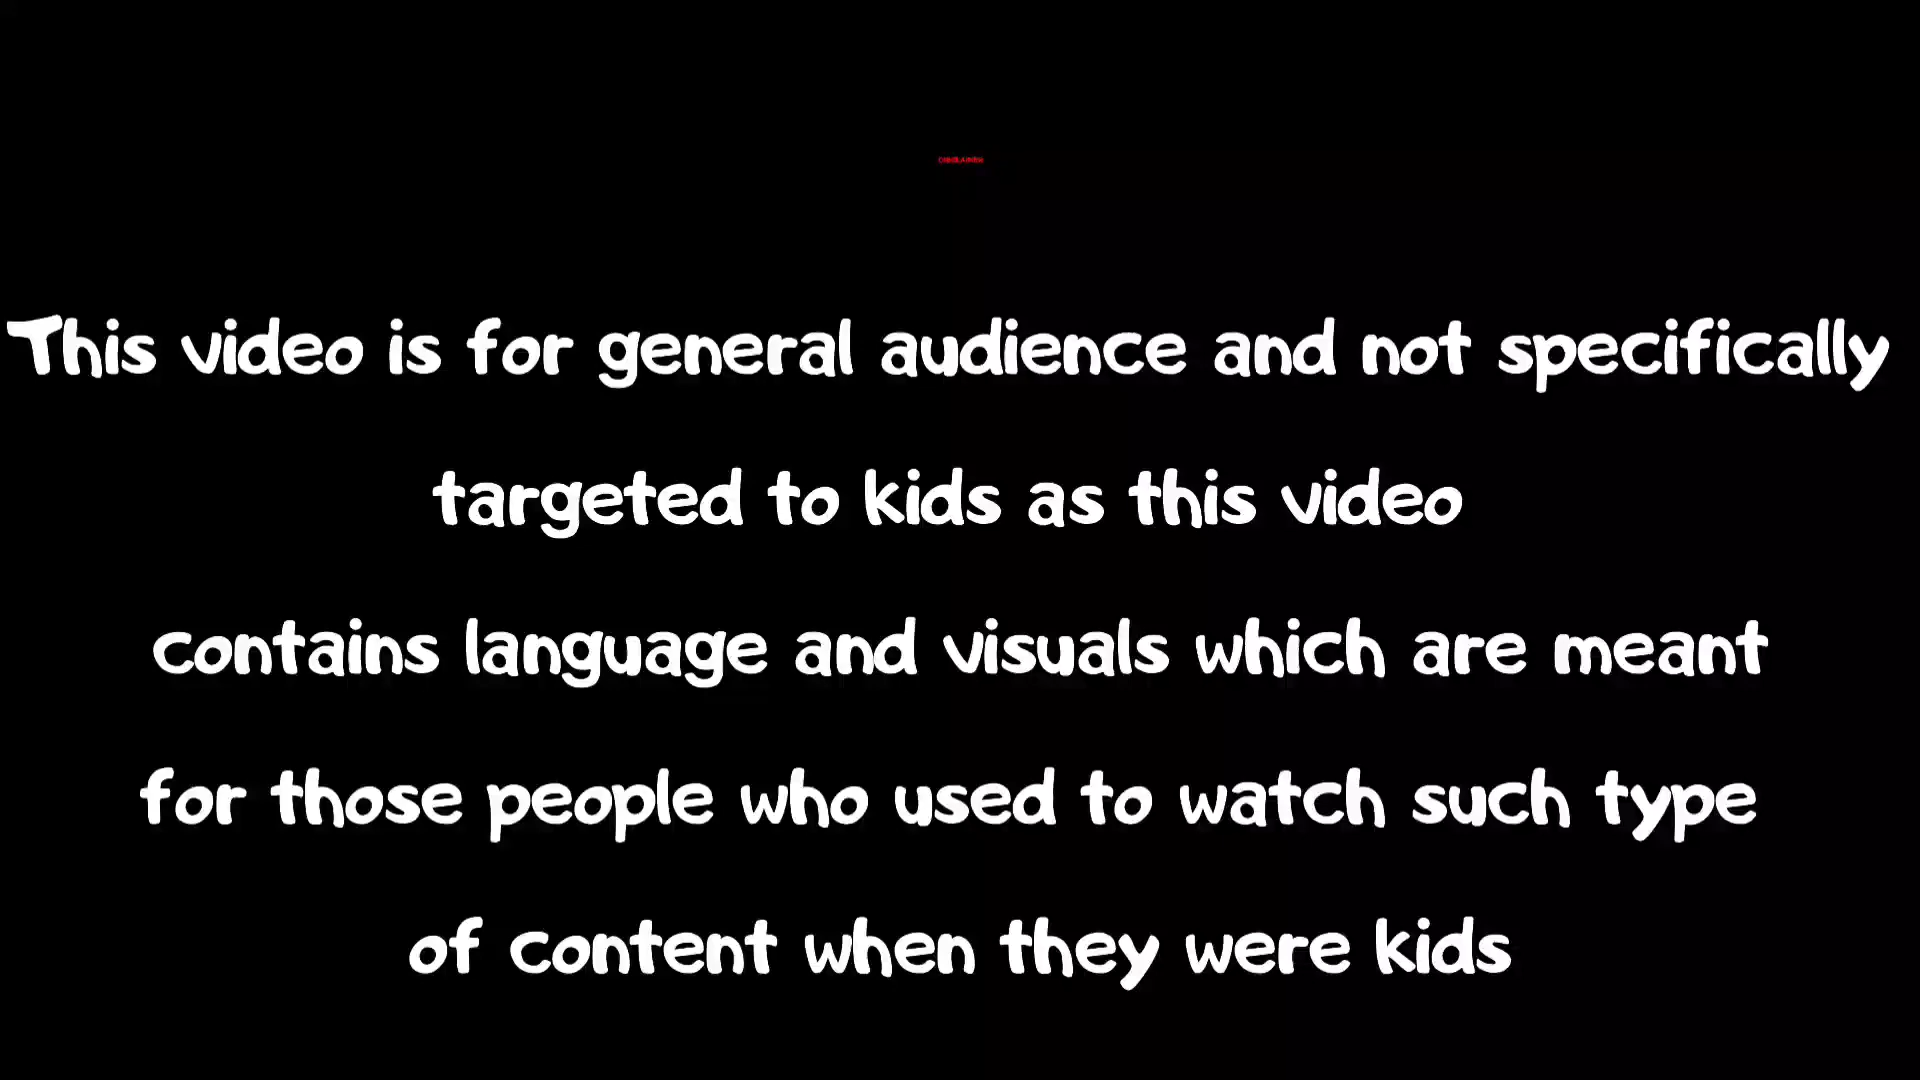 This video is for general audience and not specifically
targeted to kids as this video
contains language and visuals which are meant
for those people who used to watch such type
of content when they were kids